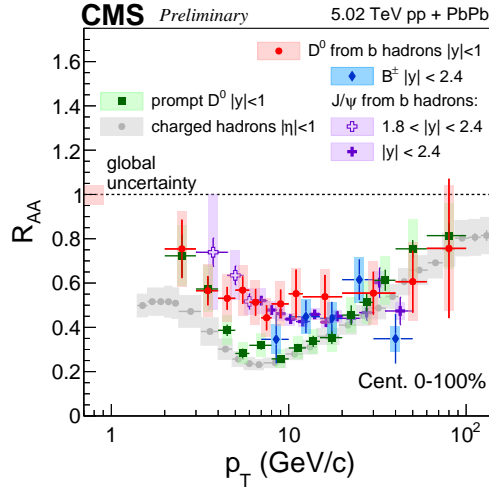 CMS Preliminary 5.02 TeV pp + PbPb
D⁰ from b hadrons |y|<1
B± |y| < 2.4
J/ψ from b hadrons:
1.8 < |y| < 2.4
|y| < 2.4
prompt D⁰ |y|<1
charged hadrons |η|<1
global
uncertainty
Cent. 0-100%
R_AA
1.6
1.4
1.2
1
0.8
0.6
0.4
0.2
0
1
10
10²
p_T (GeV/c)